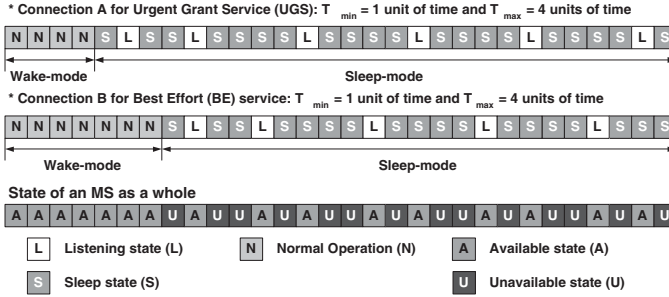 * Connection A for Urgent Grant Service (UGS): T min = 1 unit of time and T max = 4 units of time
N N N N S L S S L S S S S L S S S S L S S S S L S S S S L S
Wake-mode Sleep-mode
* Connection B for Best Effort (BE) service: T min = 1 unit of time and T max = 4 units of time
N N N N N N N S L S S L S S S S L S S S S L S S S S L S S S
Wake-mode Sleep-mode
State of an MS as a whole
A A A A A A A U A U U A U A U U A U A U U A U A U U A U A U
L Listening state (L) N Normal Operation (N) A Available state (A)
S Sleep state (S) U Unavailable state (U)